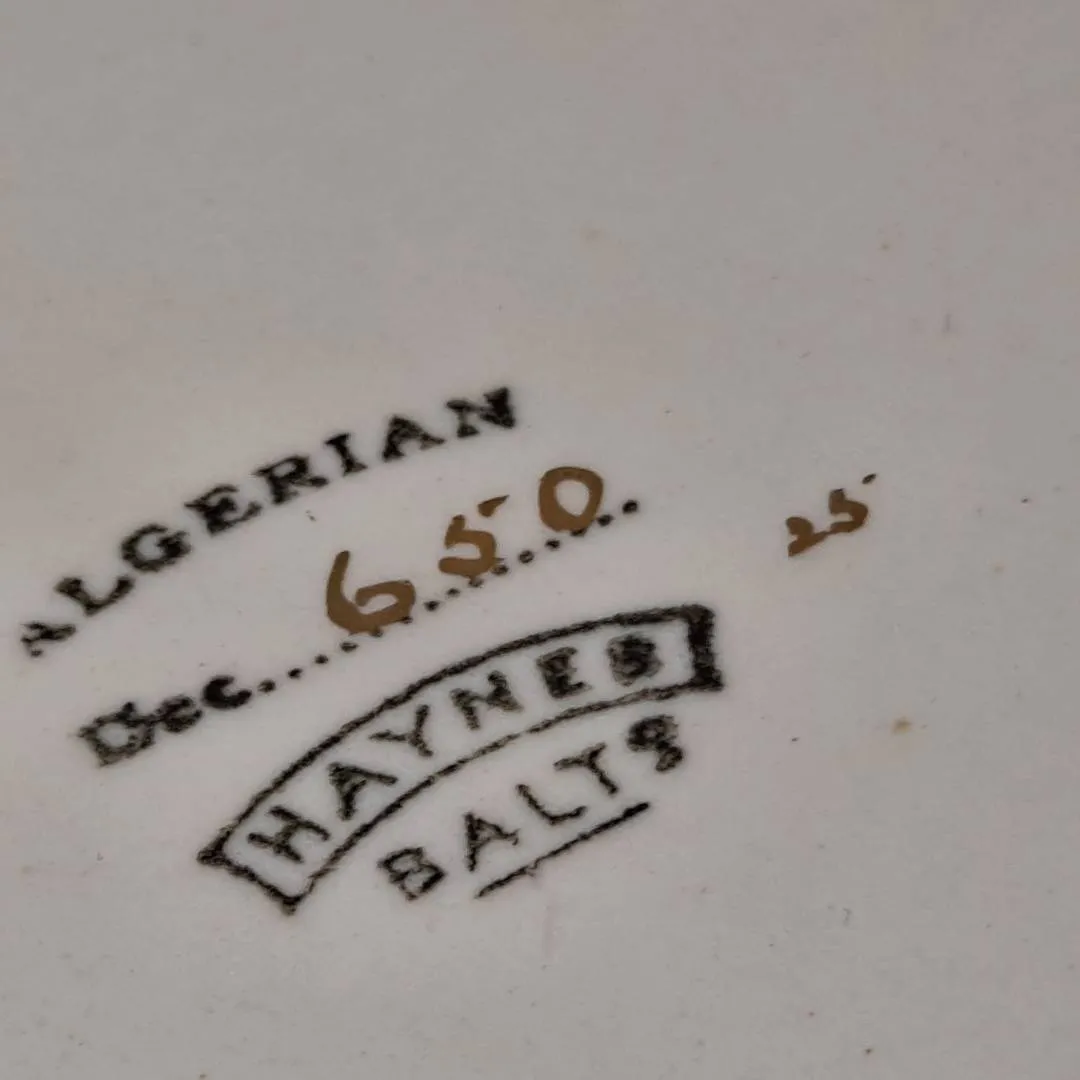 ALGERIAN
Dec. 650
25
HAYNES
BALTO